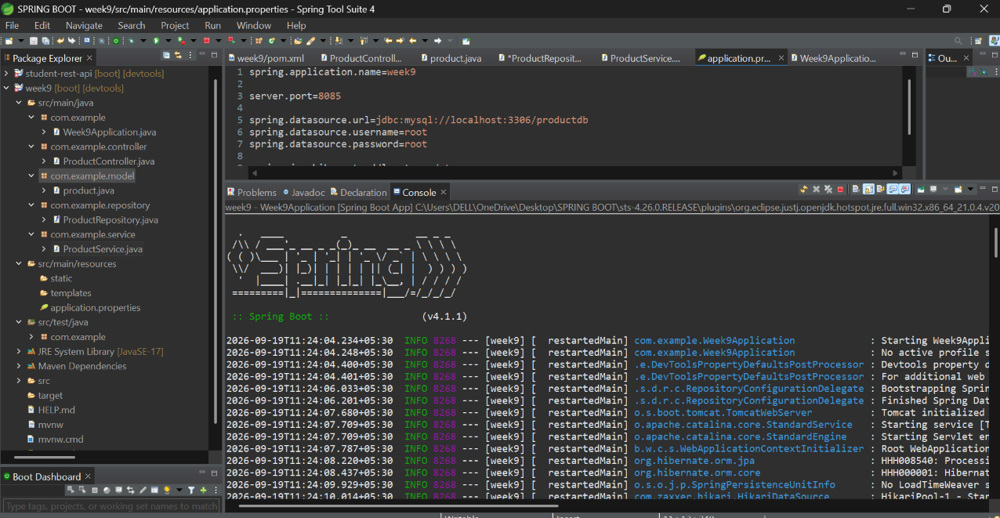 SPRING BOOT - week9/src/main/resources/application.properties - Spring Tool Suite 4
File Edit Navigate Search Project Run Window Help
Package Explorer
student-rest-api [boot] [devtools]
week9 [boot] [devtools]
src/main/java
com.example
Week9Application.java
com.example.controller
ProductController.java
com.example.model
product.java
com.example.repository
ProductRepository.java
com.example.service
ProductService.java
src/main/resources
static
templates
application.properties
src/test/java
com.example
JRE System Library [JavaSE-17]
Maven Dependencies
src
target
HELP.md
mvnw
mvnw.cmd
Boot Dashboard
Type tags, projects, or working set names to match
week9/pom.xml ProductControll... product.java *ProductReposit... ProductService.... application.pr... Week9Applicatio...
1 spring.application.name=week9
2
3 server.port=8085
4
5 spring.datasource.url=jdbc:mysql://localhost:3306/productdb
6 spring.datasource.username=root
7 spring.datasource.password=root
8
Ou...
Problems Javadoc Declaration Console
week9 - Week9Application [Spring Boot App] C:\Users\DELL\OneDrive\Desktop\SPRING BOOT\sts-4.26.0.RELEASE\plugins\org.eclipse.justj.openjdk.hotspot.jre.full.win32.x86_64_21.0.4.v20
Spring
:: Spring Boot :: (v4.1.1)
2026-09-19T11:24:04.234+05:30 INFO 8268 --- [week9] [ restartedMain] com.example.Week9Application : Starting Week9Appli
2026-09-19T11:24:04.248+05:30 INFO 8268 --- [week9] [ restartedMain] com.example.Week9Application : No active profile s
2026-09-19T11:24:04.400+05:30 INFO 8268 --- [week9] [ restartedMain] .e.DevToolsPropertyDefaultsPostProcessor : Devtools property d
2026-09-19T11:24:04.401+05:30 INFO 8268 --- [week9] [ restartedMain] .e.DevToolsPropertyDefaultsPostProcessor : For additional web
2026-09-19T11:24:06.033+05:30 INFO 8268 --- [week9] [ restartedMain] .s.d.r.c.RepositoryConfigurationDelegate : Bootstrapping Sprin
2026-09-19T11:24:06.201+05:30 INFO 8268 --- [week9] [ restartedMain] .s.d.r.c.RepositoryConfigurationDelegate : Finished Spring Dat
2026-09-19T11:24:07.680+05:30 INFO 8268 --- [week9] [ restartedMain] o.s.boot.tomcat.TomcatWebServer : Tomcat initialized
2026-09-19T11:24:07.709+05:30 INFO 8268 --- [week9] [ restartedMain] o.apache.catalina.core.StandardService : Starting service [T
2026-09-19T11:24:07.709+05:30 INFO 8268 --- [week9] [ restartedMain] o.apache.catalina.core.StandardEngine : Starting Servlet en
2026-09-19T11:24:07.787+05:30 INFO 8268 --- [week9] [ restartedMain] b.w.c.s.WebApplicationContextInitializer : Root WebApplication
2026-09-19T11:24:08.220+05:30 INFO 8268 --- [week9] [ restartedMain] org.hibernate.orm.jpa : HHH008540: Processi
2026-09-19T11:24:08.437+05:30 INFO 8268 --- [week9] [ restartedMain] org.hibernate.orm.core : HHH000001: Hibernat
2026-09-19T11:24:09.929+05:30 INFO 8268 --- [week9] [ restartedMain] o.s.o.j.p.SpringPersistenceUnitInfo : No LoadTimeWeaver s
2026-09-19T11:24:10.014+05:30 INFO 8268 --- [week9] [ restartedMain] com.zaxxer.hikari.HikariDataSource : HikariPool-1 - Star